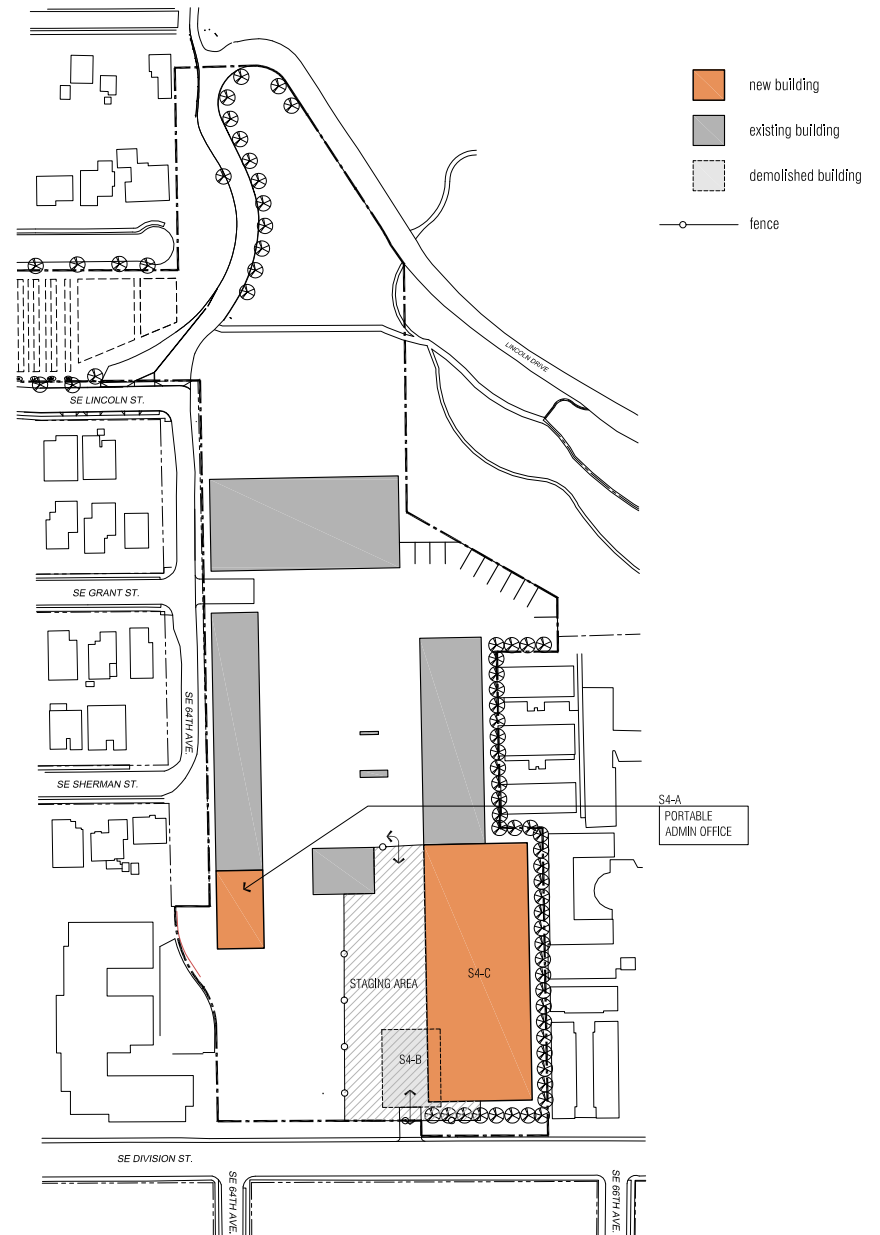 new building
existing building
demolished building
fence
LINCOLN DRIVE
SE LINCOLN ST.
SE GRANT ST.
SE 64TH AVE.
SE SHERMAN ST.
S4-A
PORTABLE
ADMIN OFFICE
S4-C
STAGING AREA
S4-B
SE DIVISION ST.
SE 64TH AVE.
SE 66TH AVE.